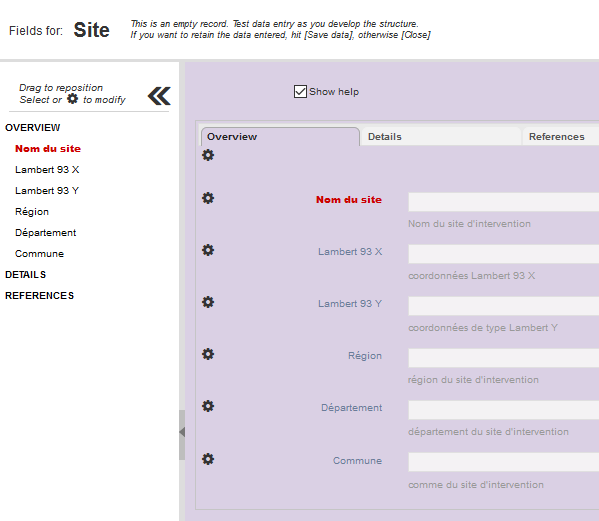 Fields for: Site
This is an empty record. Test data entry as you develop the structure.
If you want to retain the data entered, hit [Save data], otherwise [Close]
Drag to reposition
Select or to modify
OVERVIEW
Nom du site
Lambert 93 X
Lambert 93 Y
Région
Département
Commune
DETAILS
REFERENCES
Show help
Overview Details References
Nom du site
Nom du site d'intervention
Lambert 93 X
coordonnées Lambert 93 X
Lambert 93 Y
coordonnées de type Lambert Y
Région
région du site d'intervention
Département
département du site d'intervention
Commune
comme du site d'intervention